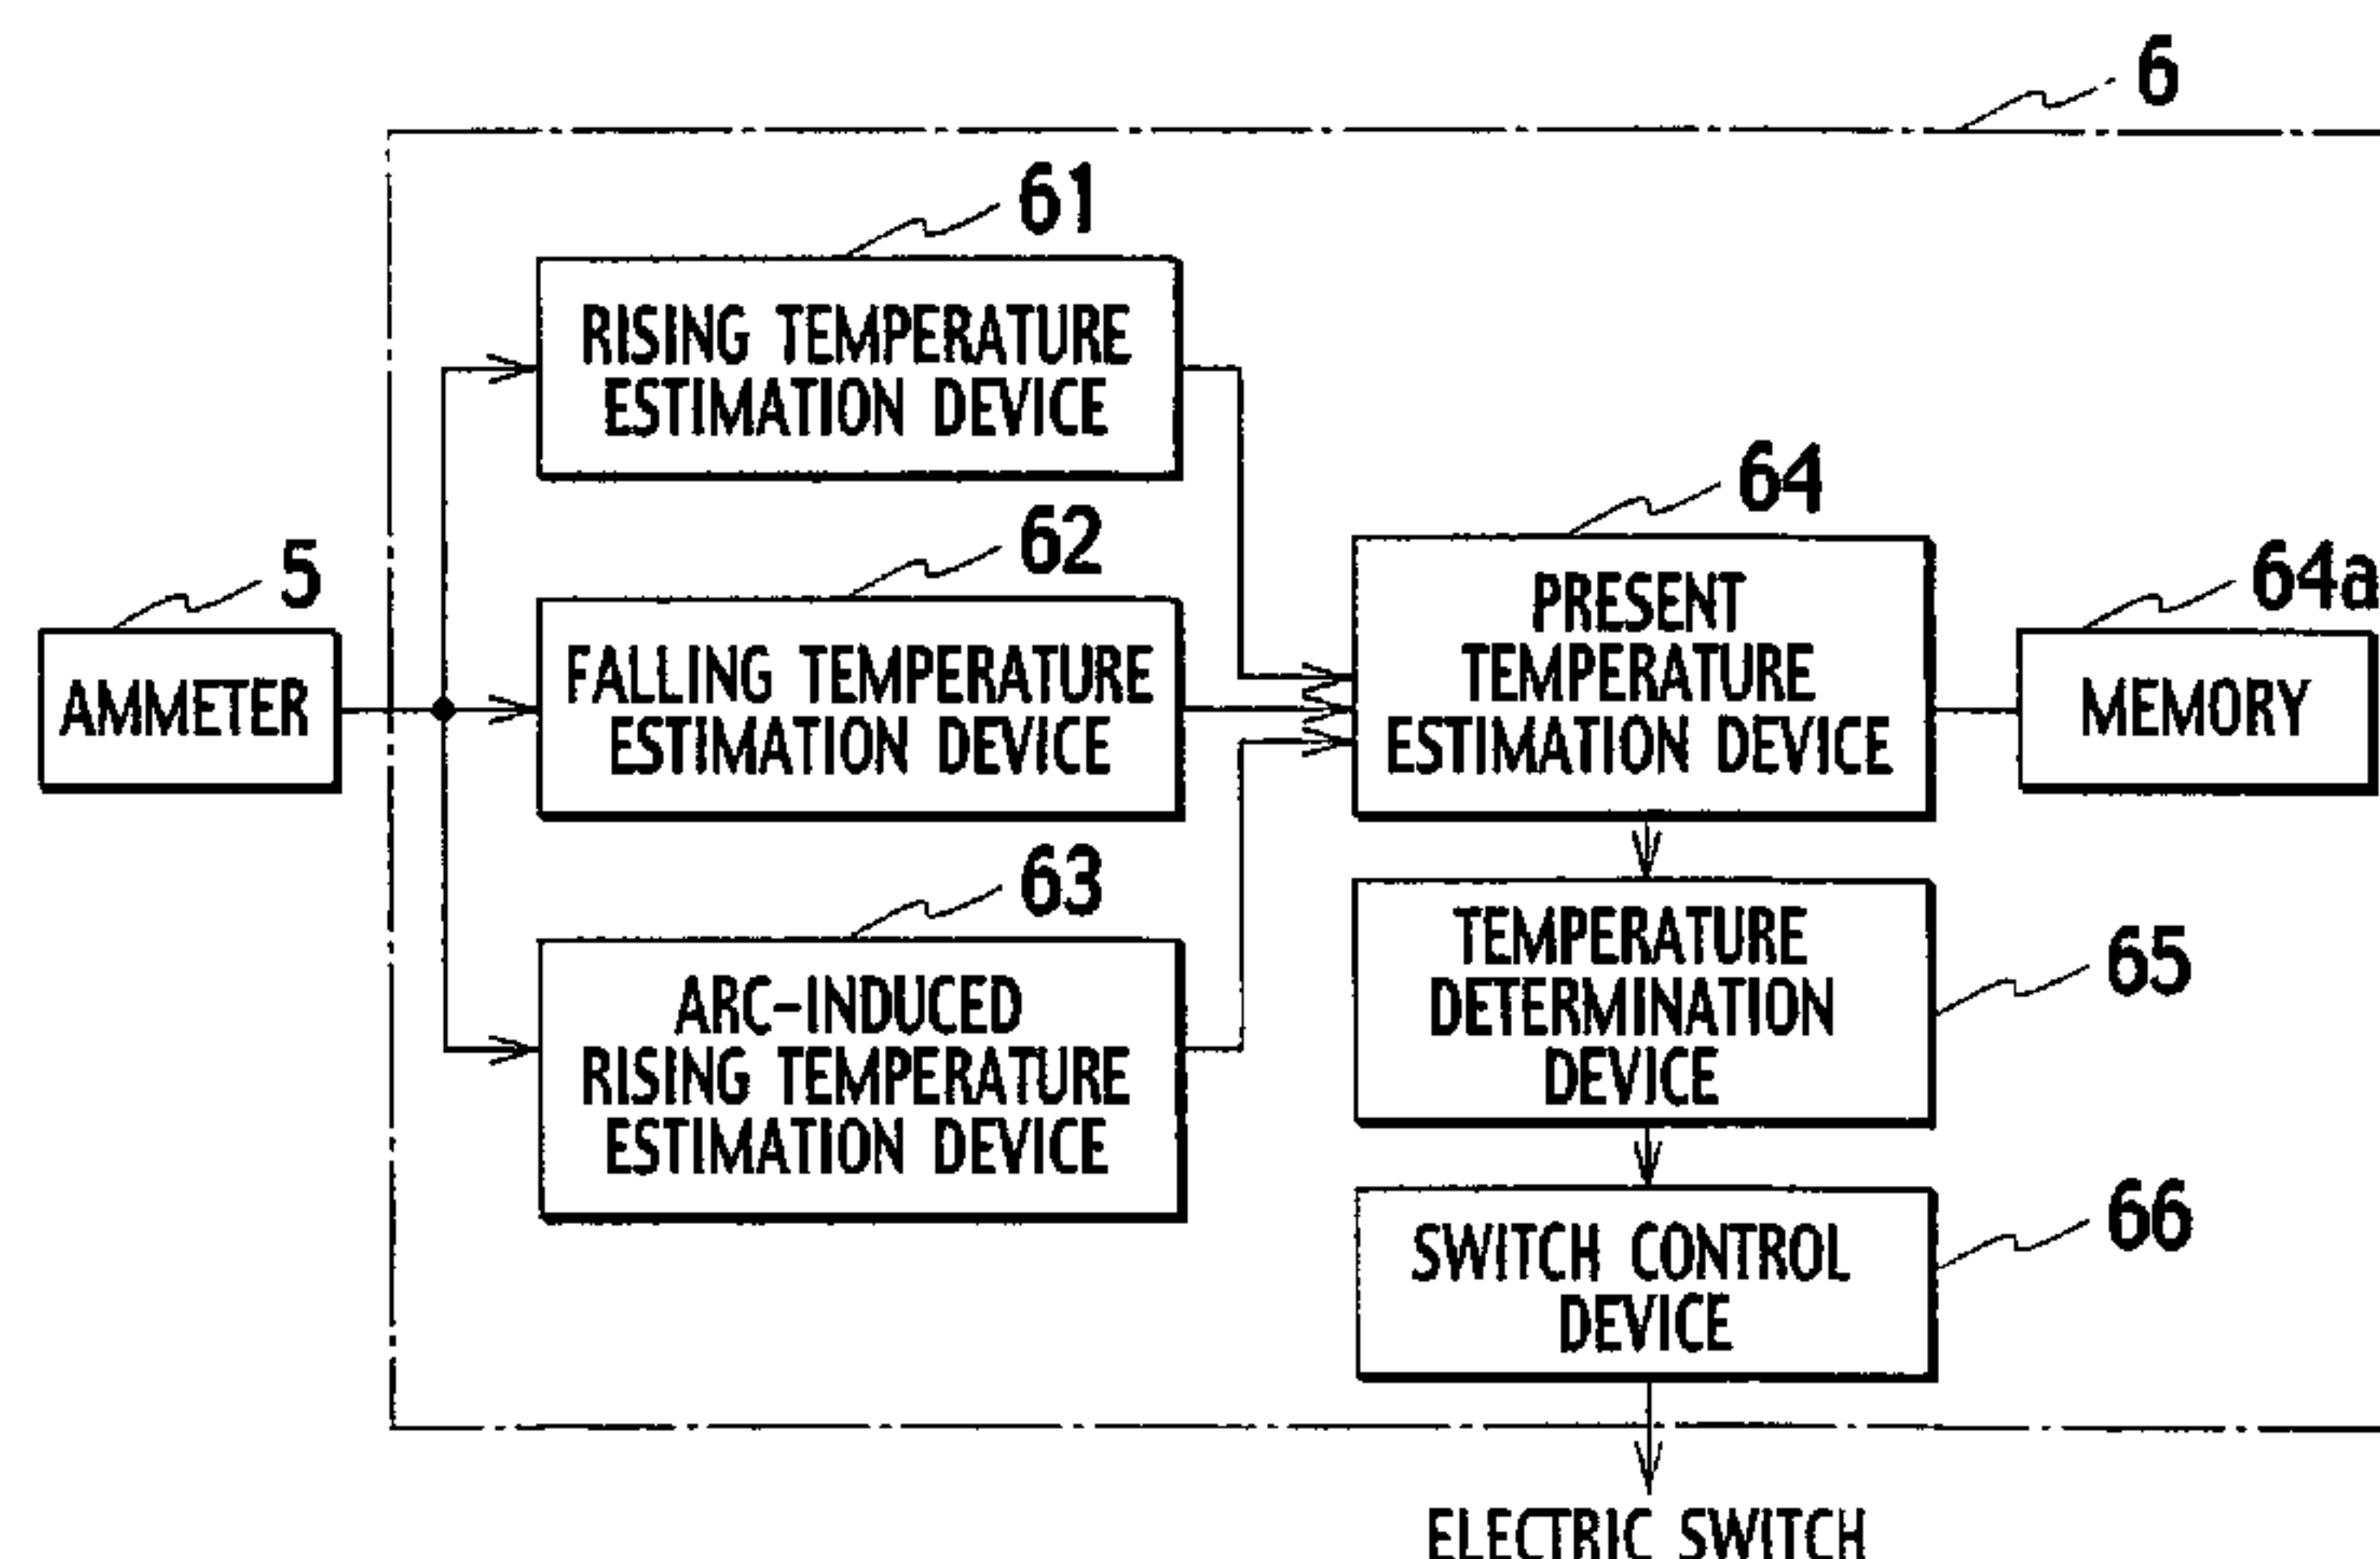 6
61
RISING TEMPERATURE
ESTIMATION DEVICE
62
FALLING TEMPERATURE
ESTIMATION DEVICE
63
ARC-INDUCED
RISING TEMPERATURE
ESTIMATION DEVICE
5
AMMETER
64
PRESENT
TEMPERATURE
ESTIMATION DEVICE
64a
MEMORY
TEMPERATURE
DETERMINATION
DEVICE
65
SWITCH CONTROL
DEVICE
66
ELECTRIC SWITCH